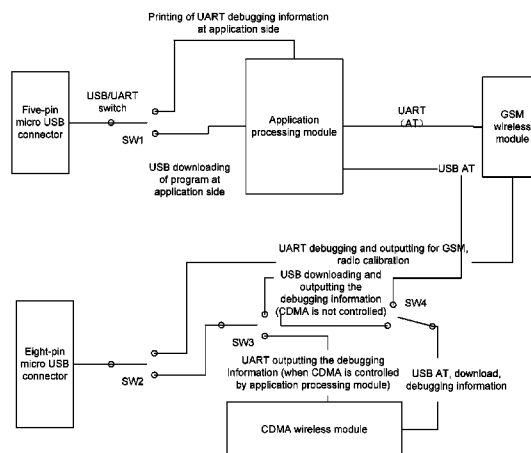 Printing of UART debugging information
at application side
Five-pin
micro USB
connector
USB/UART
switch
SW1
Application
processing module
UART
(AT)
GSM
wireless
module
USB downloading
of program at
application side
USB AT
UART debugging and outputting for GSM,
radio calibration
USB downloading and
outputting the
debugging information
(CDMA is not controlled)
SW4
Eight-pin
micro USB
connector
SW2
SW3
UART outputting the debugging
Information (when CDMA is controlled
by application processing module)
USB AT, download,
debugging information
CDMA wireless module